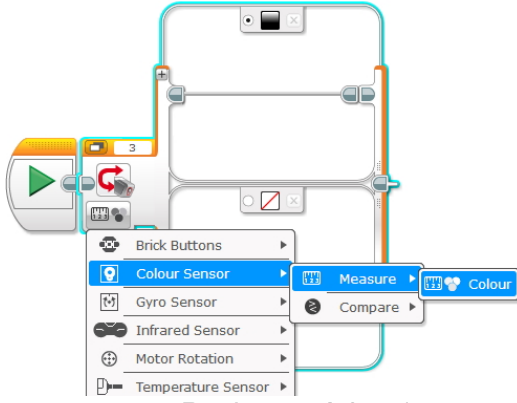 3
Brick Buttons
Colour Sensor
Measure
Colour
Gyro Sensor
Compare
Infrared Sensor
Motor Rotation
Temperature Sensor